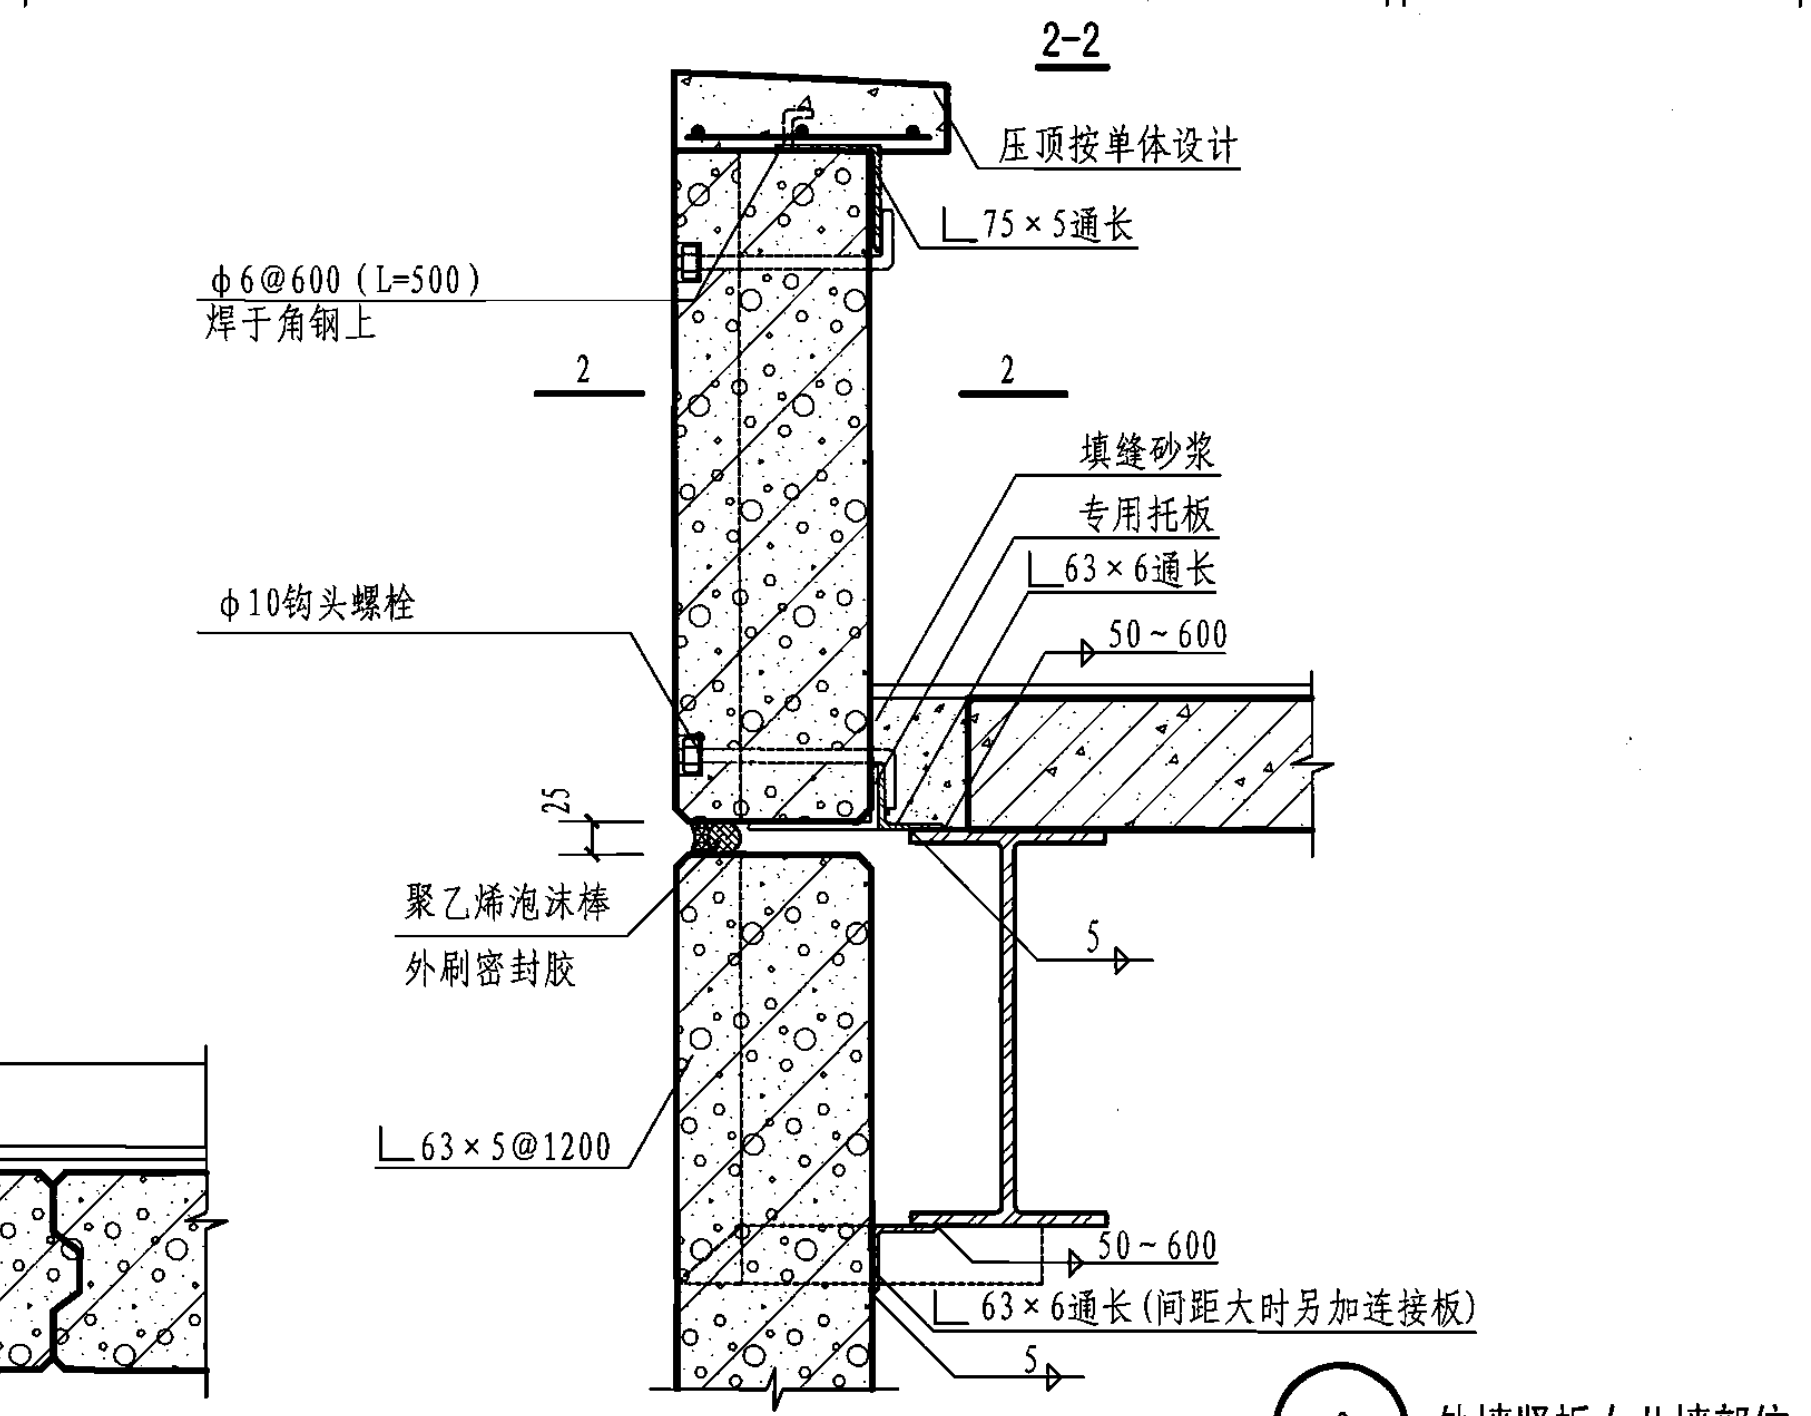 2-2
压顶按单体设计
∟75×5通长
ϕ6@600(L=500)
焊于角钢上
2
2
填缝砂浆
专用托板
∟63×6通长
ϕ10钩头螺栓
50~600
25
聚乙烯泡沫棒
外刷密封胶
5
∟63×5@1200
50~600
∟63×6通长(间距大时另加连接板)
5